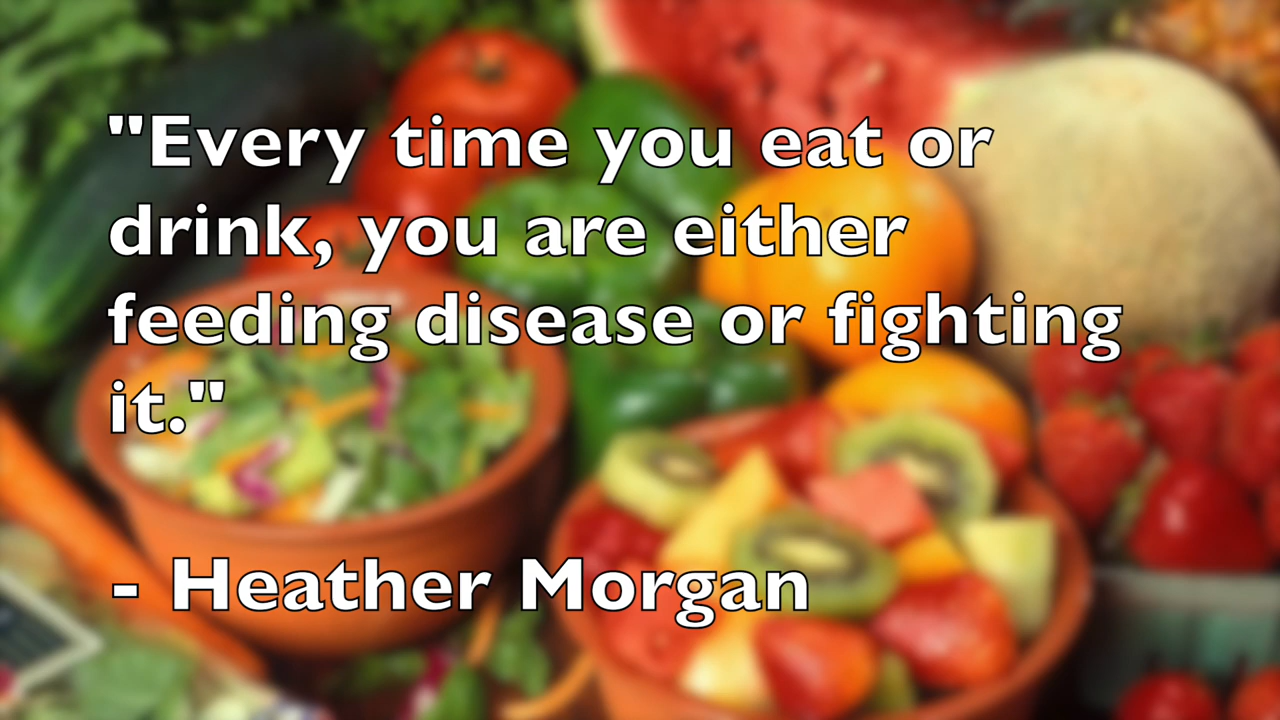 "Every time you eat or
drink, you are either
feeding disease or fighting
it."
- Heather Morgan